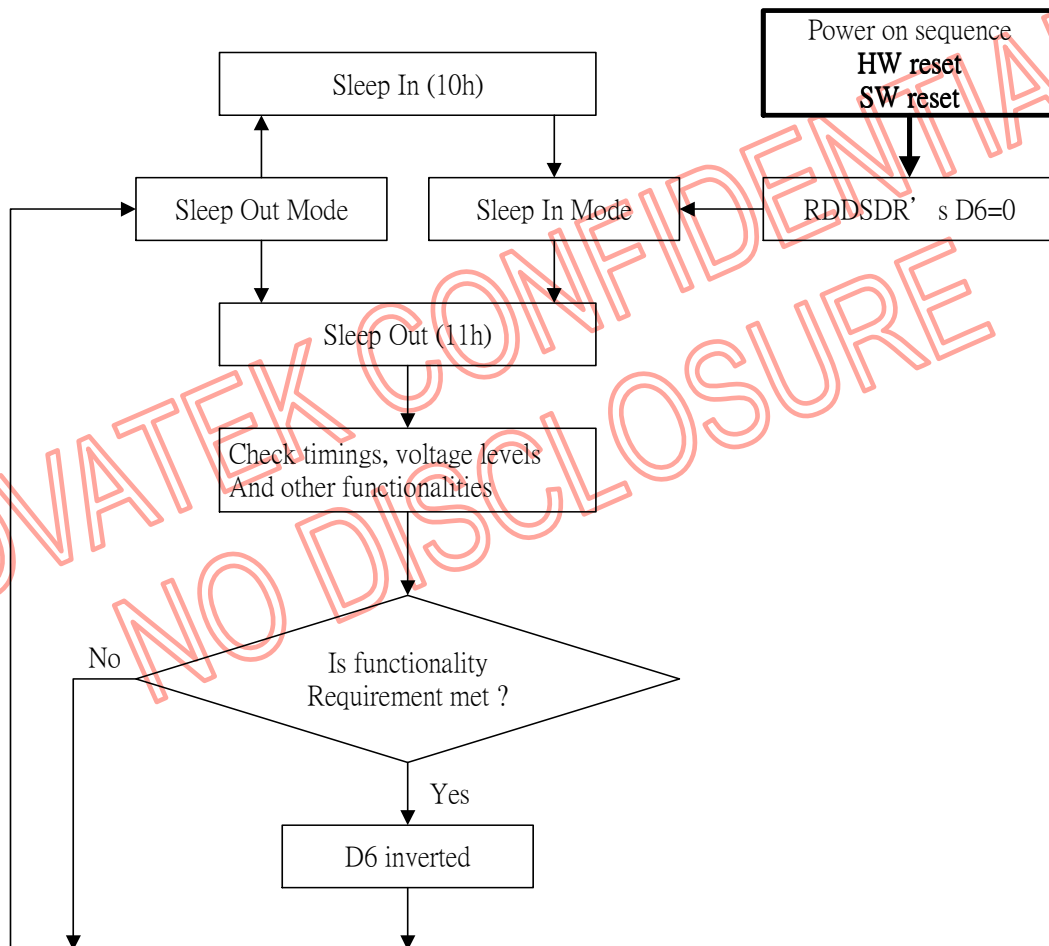 Power on sequence
HW reset
SW reset
Sleep In (10h)
Sleep Out Mode
Sleep In Mode
RDDSDR’ s D6=0
Sleep Out (11h)
Check timings, voltage levels
And other functionalities
Is functionality
Requirement met ?
No
Yes
D6 inverted
OVATEK CONFIDENTIA
NO DISCLOSURE